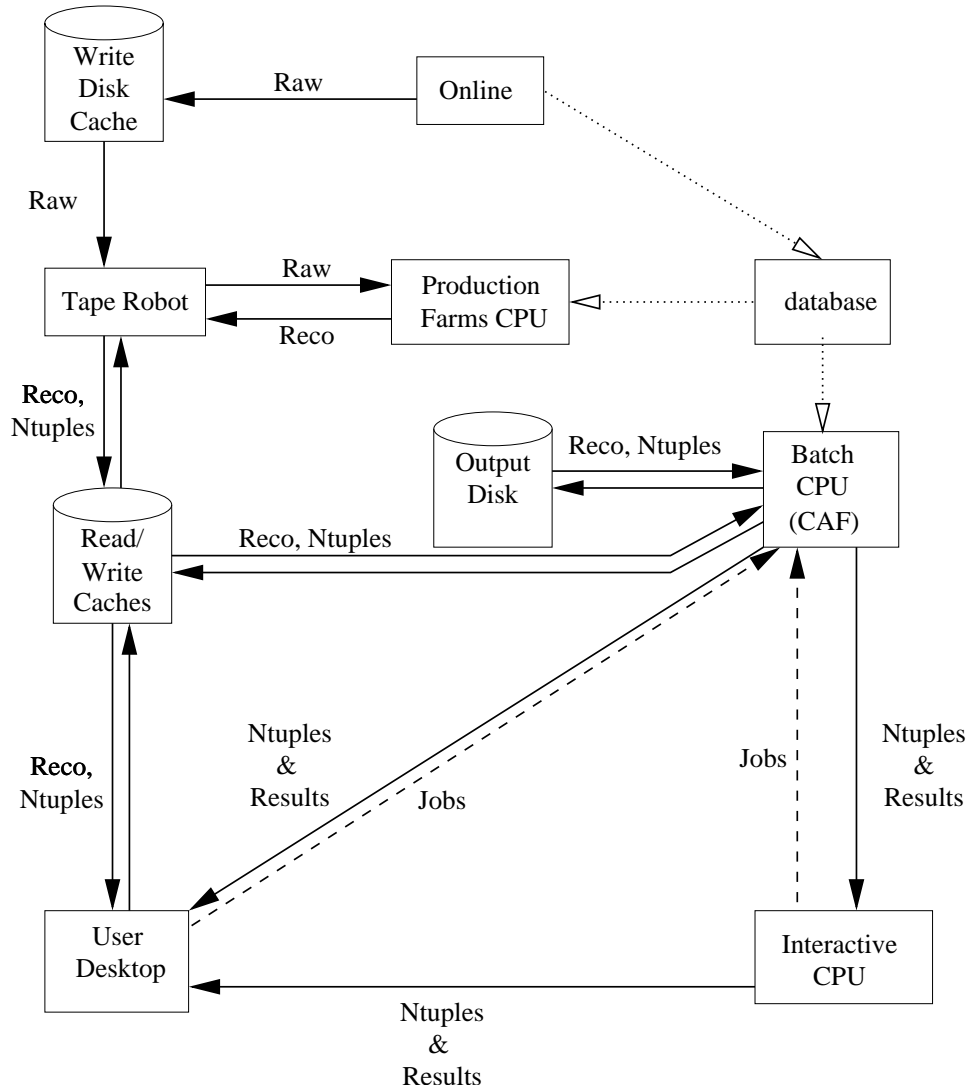 Write
Disk
Cache
Raw
Online
Raw
Tape Robot
Raw
Reco
Production
Farms CPU
database
Reco,
Ntuples
Output
Disk
Reco, Ntuples
Batch
CPU
(CAF)
Read/
Write
Caches
Reco, Ntuples
Reco,
Ntuples
Ntuples
&
Results
Jobs
Jobs
Ntuples
&
Results
User
Desktop
Interactive
CPU
Ntuples
&
Results